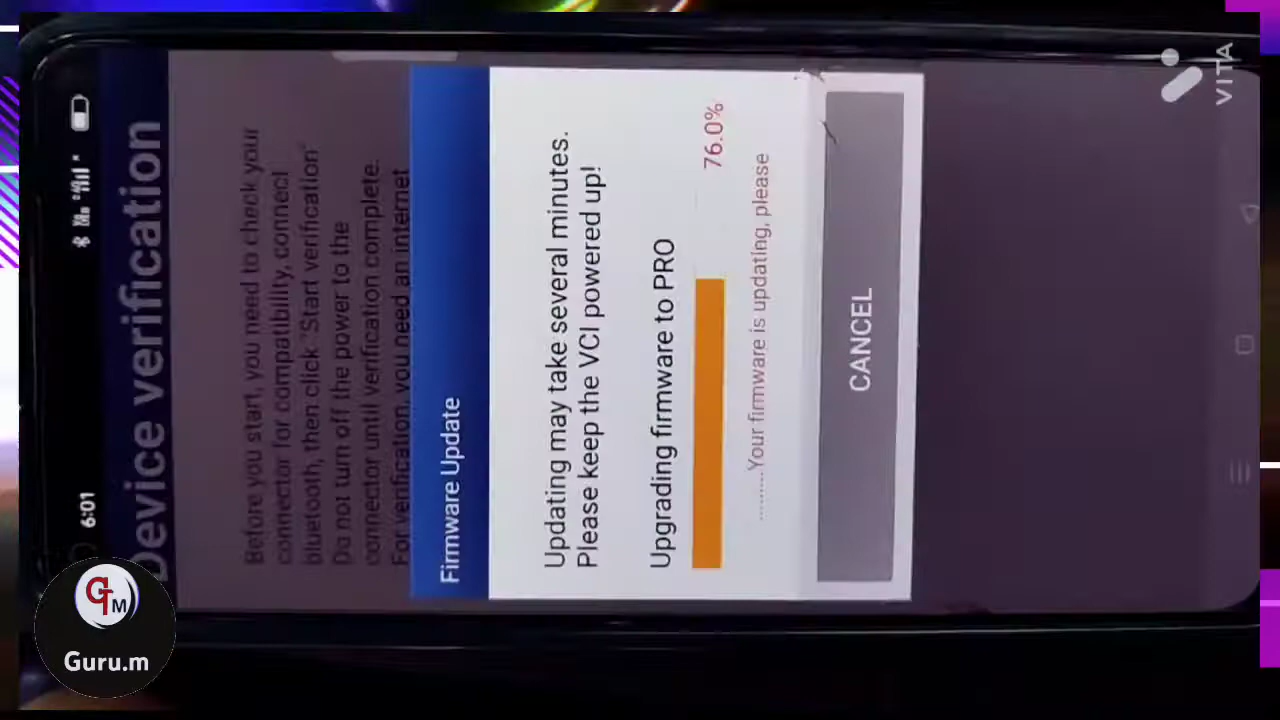 6:01
Device verification
Before you start, you need to check your
connector for compatibility, connect
bluetooth, then click "Start verification"
Do not turn off the power to the
connector until verification complete.
For verification, you need an internet
Firmware Update
Updating may take several minutes.
Please keep the VCI powered up!
Upgrading firmware to PRO
76.0%
.........Your firmware is updating, please
CANCEL
VITA
GTM
Guru.m